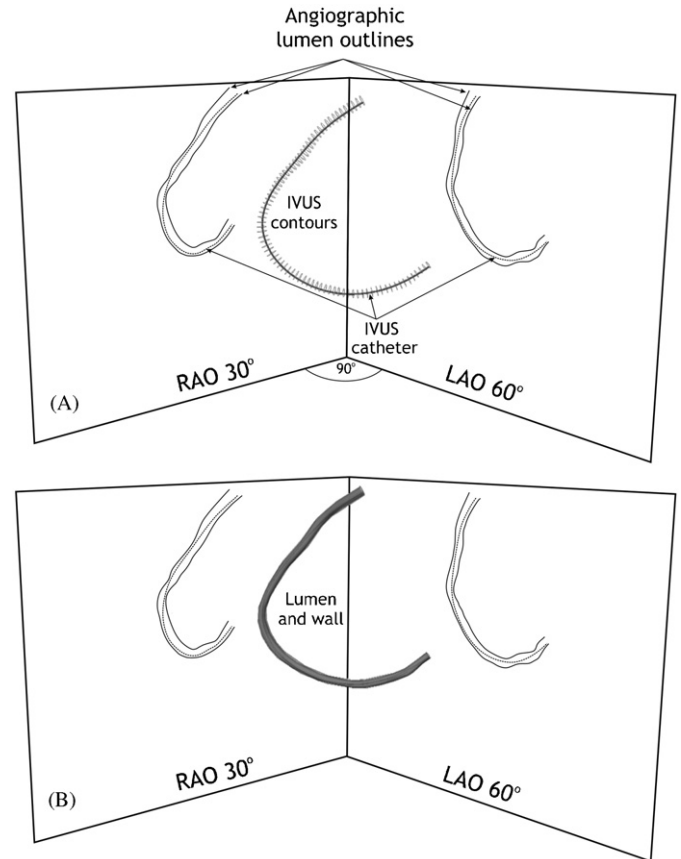 Angiographic
lumen outlines
IVUS
contours
IVUS
catheter
RAO 30°
90°
LAO 60°
(A)
Lumen
and wall
RAO 30°
LAO 60°
(B)